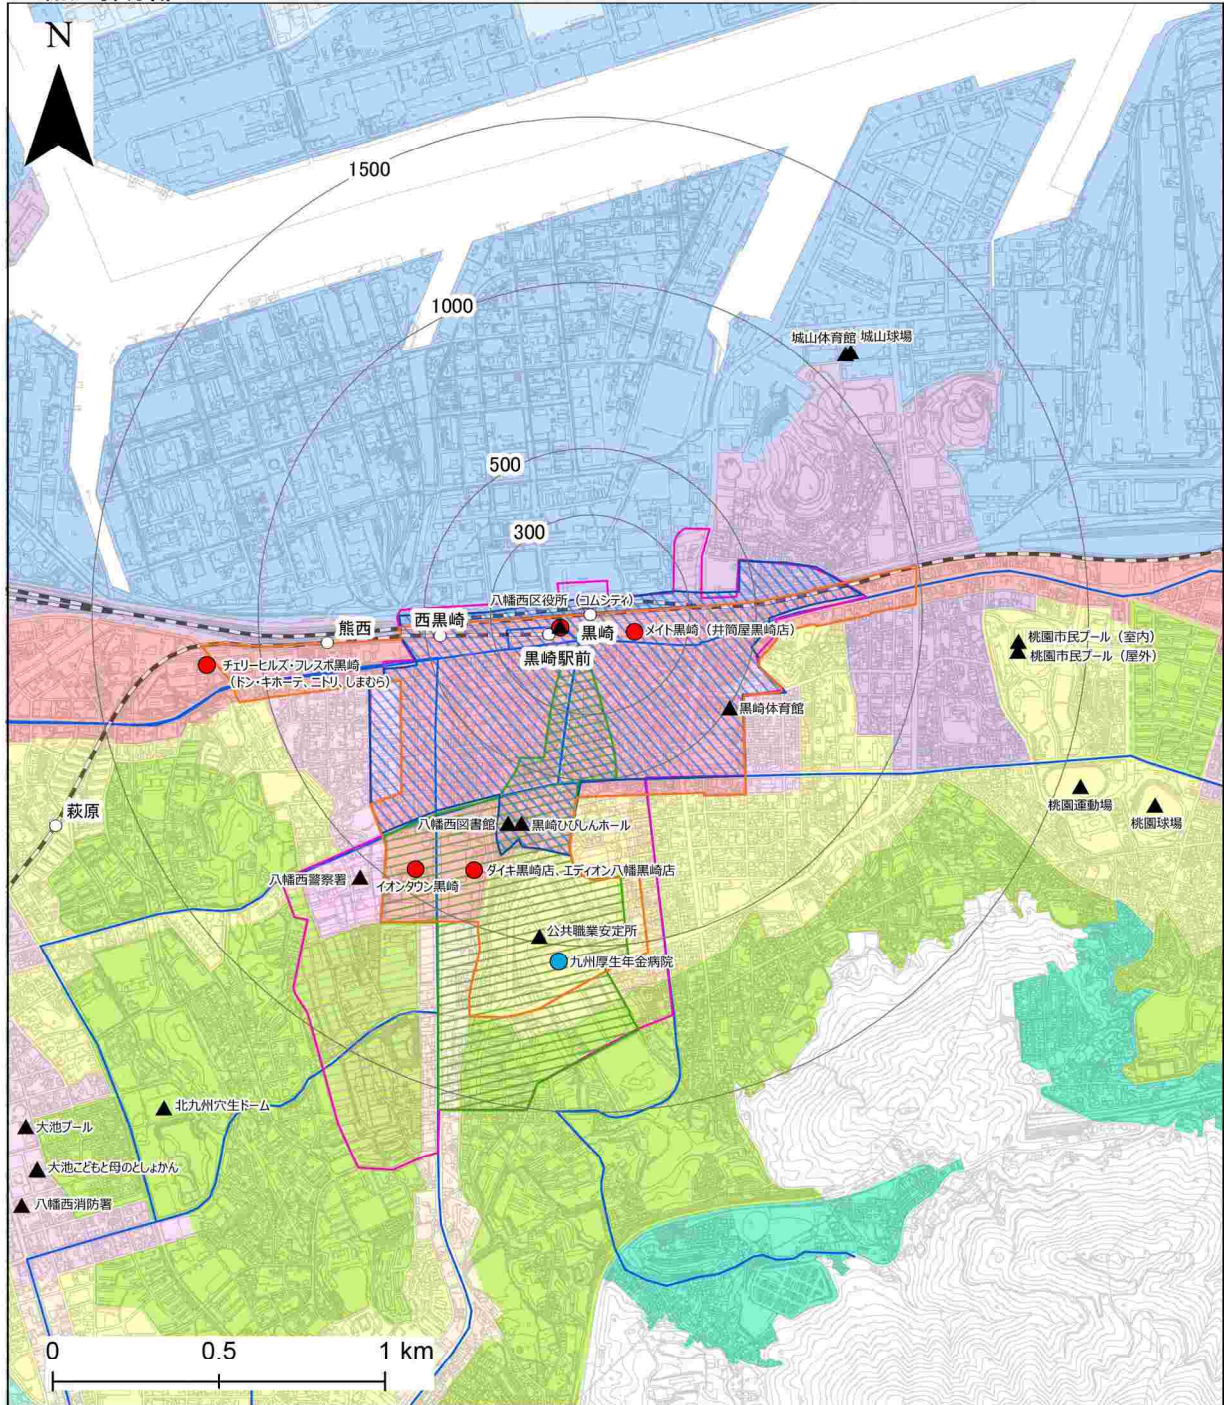 N
1500
1000
城山体育館
城山球場
500
300
八幡西区役所（コムシティ）
熊西
西黒崎
黒崎
メイト黒崎（井筒屋黒崎店）
黒崎駅前
桃園市民プール（室内）
桃園市民プール（屋外）
チェリーヒルズ・フレスポ黒崎
（ドン・キホーテ、ニトリ、しまむら）
黒崎体育館
萩原
桃園運動場
桃園球場
八幡西図書館
黒崎ひびしんホール
八幡西警察署
イオンタウン黒崎
ダイキ黒崎店、エディオン八幡黒崎店
公共職業安定所
九州厚生年金病院
北九州穴生ドーム
大池プール
大池こどもと母のとしょかん
八幡西消防署
0
0.5
1 km